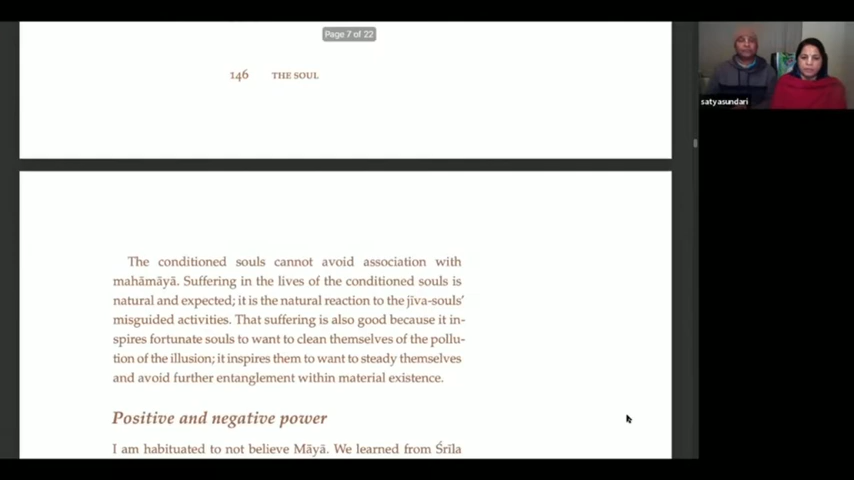 Page 7 of 22
146 THE SOUL
satyasundari
The conditioned souls cannot avoid association with
mahāmāyā. Suffering in the lives of the conditioned souls is
natural and expected; it is the natural reaction to the jīva-souls'
misguided activities. That suffering is also good because it in-
spires fortunate souls to want to clean themselves of the pollu-
tion of the illusion; it inspires them to want to steady themselves
and avoid further entanglement within material existence.
Positive and negative power
I am habituated to not believe Māyā. We learned from Śrīla